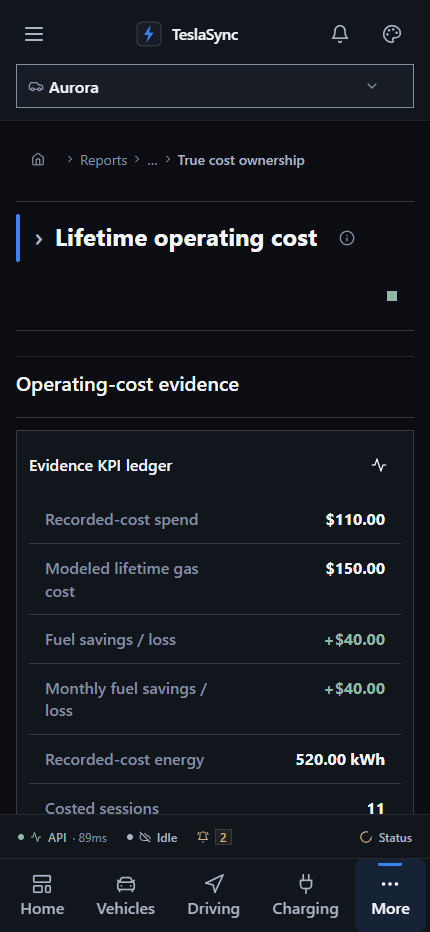 TeslaSync
Aurora
Reports ... True cost ownership
Lifetime operating cost
Operating-cost evidence
Evidence KPI ledger
Recorded-cost spend $110.00
Modeled lifetime gas cost $150.00
Fuel savings / loss +$40.00
Monthly fuel savings / loss +$40.00
Recorded-cost energy 520.00 kWh
Costed sessions 11
API · 89ms Idle 2 Status
Home Vehicles Driving Charging More